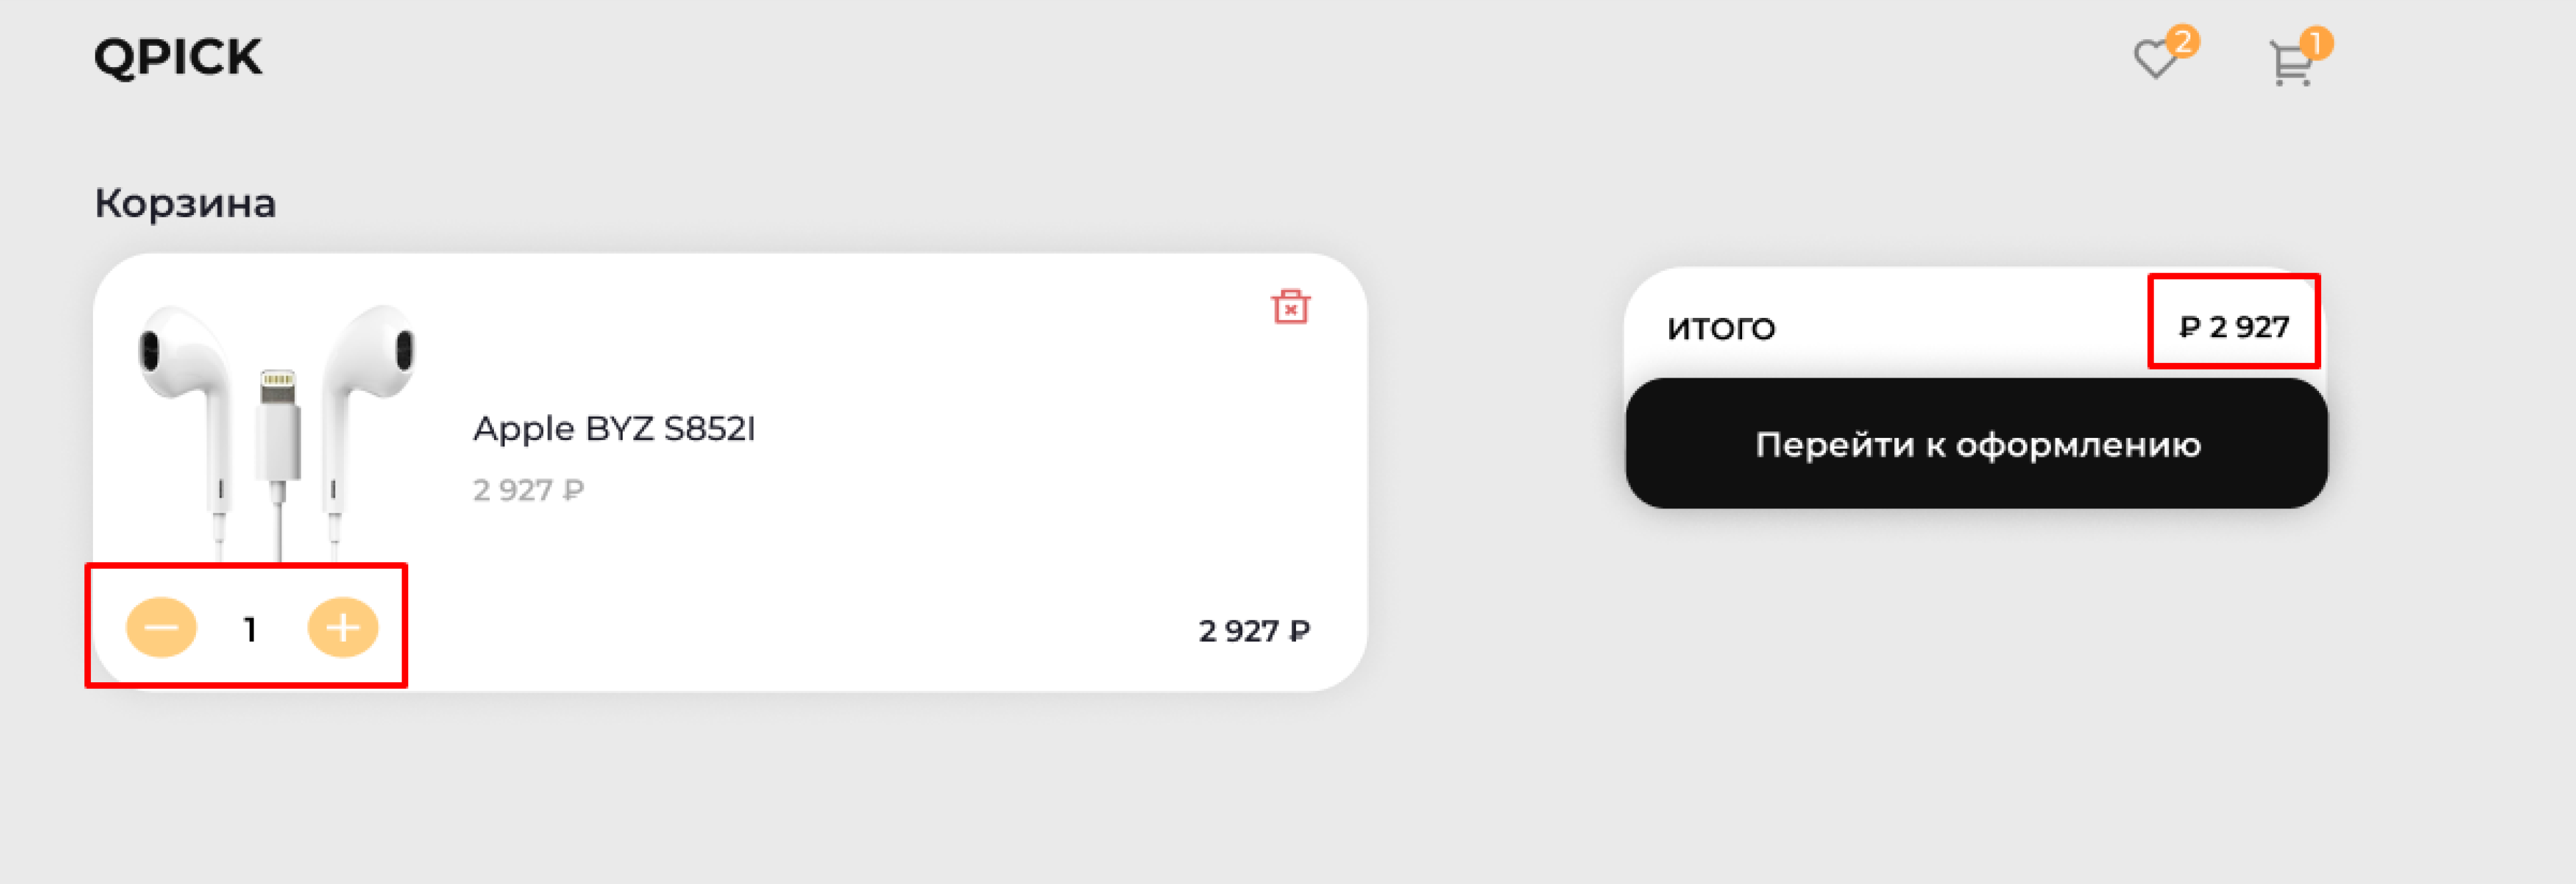 QPICK
2
1
Корзина
Apple BYZ S852I
2 927 ₽
1
2 927 ₽
ИТОГО
₽ 2 927
Перейти к оформлению